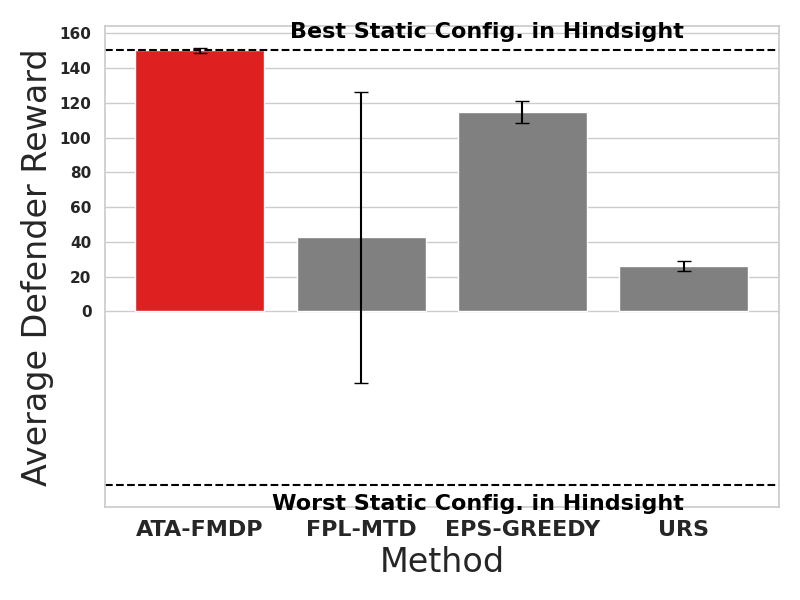 Best Static Config. in Hindsight
160
140
120
100
80
60
40
20
0
Average Defender Reward
Worst Static Config. in Hindsight
ATA-FMDP FPL-MTD EPS-GREEDY URS
Method